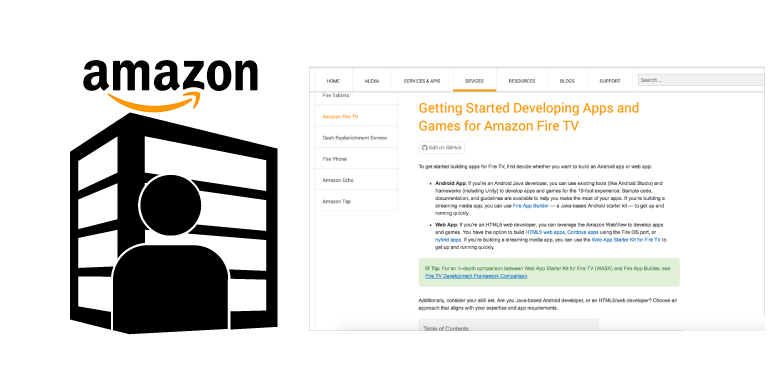 amazon
HOME ALEXA SERVICES & APIS DEVICES RESOURCES BLOGS SUPPORT Search...
Fire Tablets
Amazon Fire TV
Dash Replenishment Service
Fire Phone
Amazon Echo
Amazon Tap
Getting Started Developing Apps and
Games for Amazon Fire TV
Edit on GitHub
To get started building apps for Fire TV, first decide whether you want to build an Android app or web app:
• Android App: If you're an Android Java developer, you can use existing tools (like Android Studio) and
frameworks (including Unity) to develop apps and games for the 10-foot experience. Sample code,
documentation, and guidelines are available to help you make the most of your apps. If you're building a
streaming media app, you can use Fire App Builder — a Java-based Android starter kit — to get up and
running quickly.
• Web App: If you're an HTML5 web developer, you can leverage the Amazon WebView to develop apps
and games. You have the option to build HTML5 web apps, Cordova apps using the Fire OS port, or
hybrid apps. If you're building a streaming media app, you can use the Web App Starter Kit for Fire TV to
get up and running quickly.
Tip: For an in-depth comparison between Web App Starter Kit for Fire TV (WASK) and Fire App Builder, see
Fire TV Development Framework Comparison.
Additionally, consider your skill set. Are you Java-based Android developer, or an HTML5/web developer? Choose an
approach that aligns with your expertise and app requirements.
Table of Contents